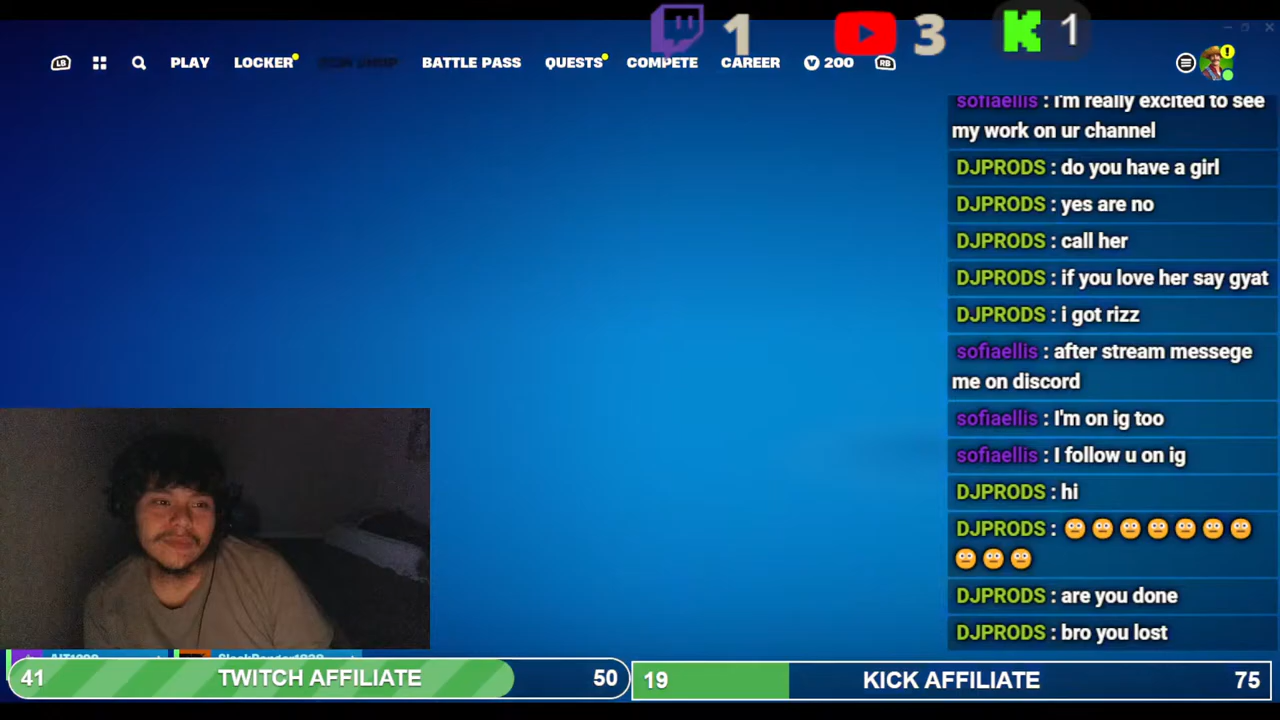 1 3 K 1
LB PLAY LOCKER ITEM SHOP BATTLE PASS QUESTS COMPETE CAREER V 200 RB
sofiaellis : I'm really excited to see
my work on ur channel
DJPRODS : do you have a girl
DJPRODS : yes are no
DJPRODS : call her
DJPRODS : if you love her say gyat
DJPRODS : i got rizz
sofiaellis : after stream messege
me on discord
sofiaellis : I'm on ig too
sofiaellis : I follow u on ig
DJPRODS : hi
DJPRODS : 😐😐😐😐😐😐😐
😐😐😐
DJPRODS : are you done
DJPRODS : bro you lost
41 TWITCH AFFILIATE 50
19 KICK AFFILIATE 75